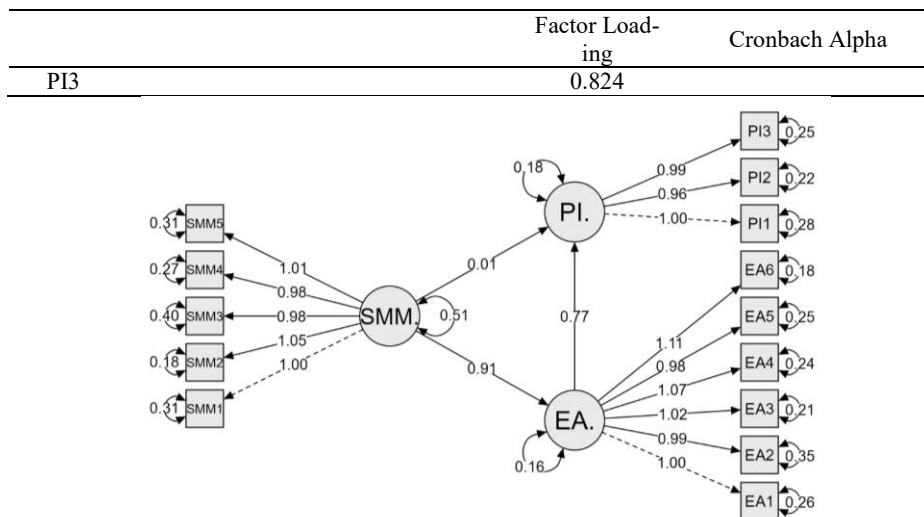 Factor Load-
ing
Cronbach Alpha
PI3 0.824
PI3 0.25
0.18 0.99
PI2 0.22
0.96
PI. 1.00 PI1 0.28
0.31 SMM5
EA6 0.18
0.27 SMM4 1.01 0.01
0.98 EA5 0.25
0.40 SMM3 0.98 SMM. 0.51 0.77
1.11
0.18 SMM2 1.05 0.98 EA4 0.24
1.00 0.91 1.07
0.31 SMM1 1.02 EA3 0.21
EA. 0.99 EA2 0.35
0.16 1.00
EA1 0.26